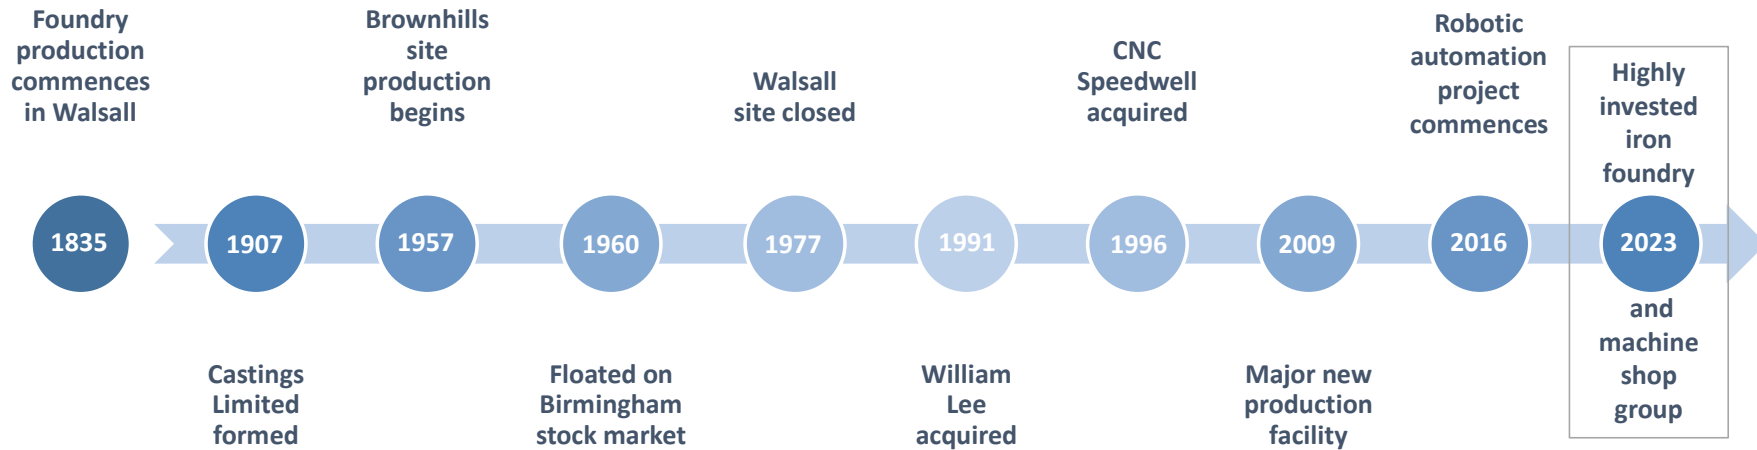 Foundry
production
commences
in Walsall
1835
1907
Castings
Limited
formed
Brownhills
site
production
begins
1957
1960
Floated on
Birmingham
stock market
Walsall
site closed
1977
1991
William
Lee
acquired
CNC
Speedwell
acquired
1996
2009
Major new
production
facility
Robotic
automation
project
commences
2016
Highly
invested
iron
foundry
2023
and
machine
shop
group